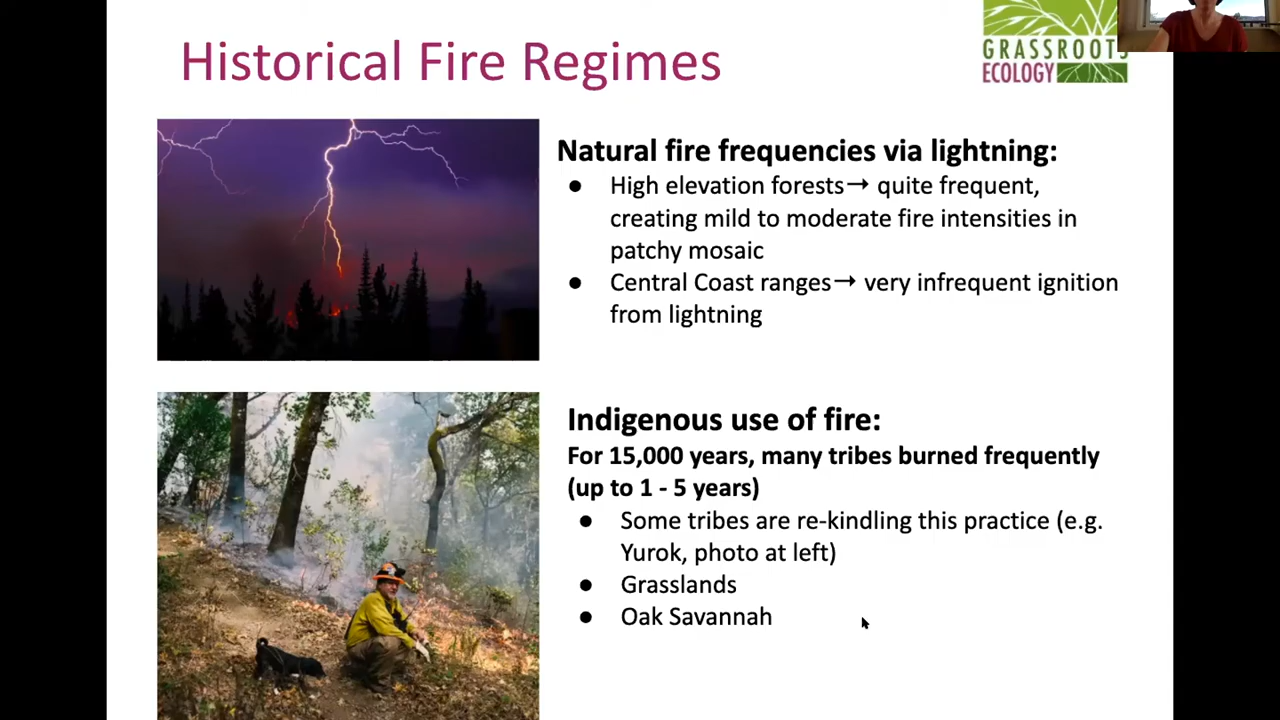 Historical Fire Regimes
GRASSROOTS
ECOLOGY
Natural fire frequencies via lightning:
● High elevation forests→ quite frequent,
creating mild to moderate fire intensities in
patchy mosaic
● Central Coast ranges→ very infrequent ignition
from lightning
Indigenous use of fire:
For 15,000 years, many tribes burned frequently
(up to 1 - 5 years)
● Some tribes are re-kindling this practice (e.g.
Yurok, photo at left)
● Grasslands
● Oak Savannah